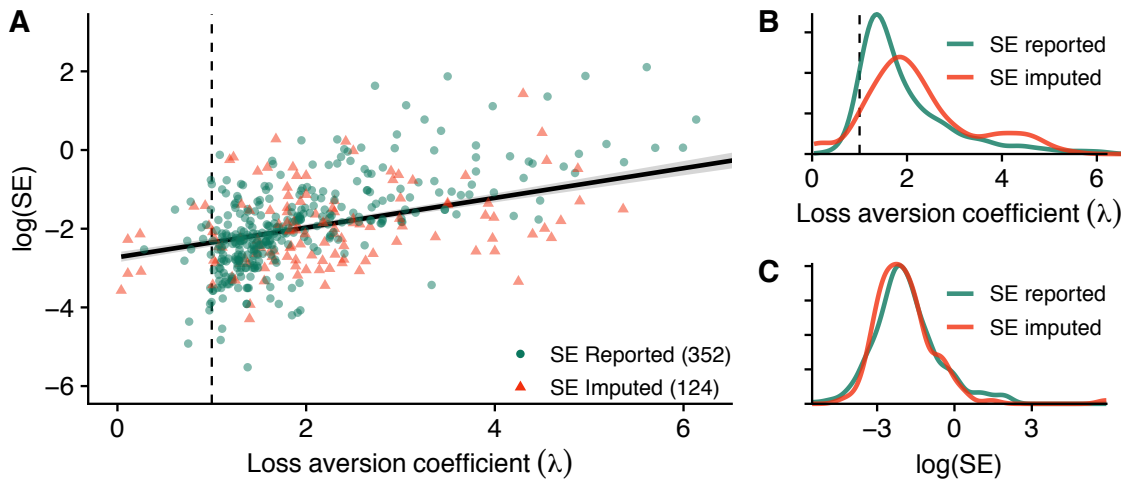 A
log(SE)
2
0
−2
−4
−6
SE Reported (352)
SE Imputed (124)
0
2
4
6
Loss aversion coefficient (λ)
B
SE reported
SE imputed
0
2
4
6
Loss aversion coefficient (λ)
C
SE reported
SE imputed
−3
0
3
log(SE)